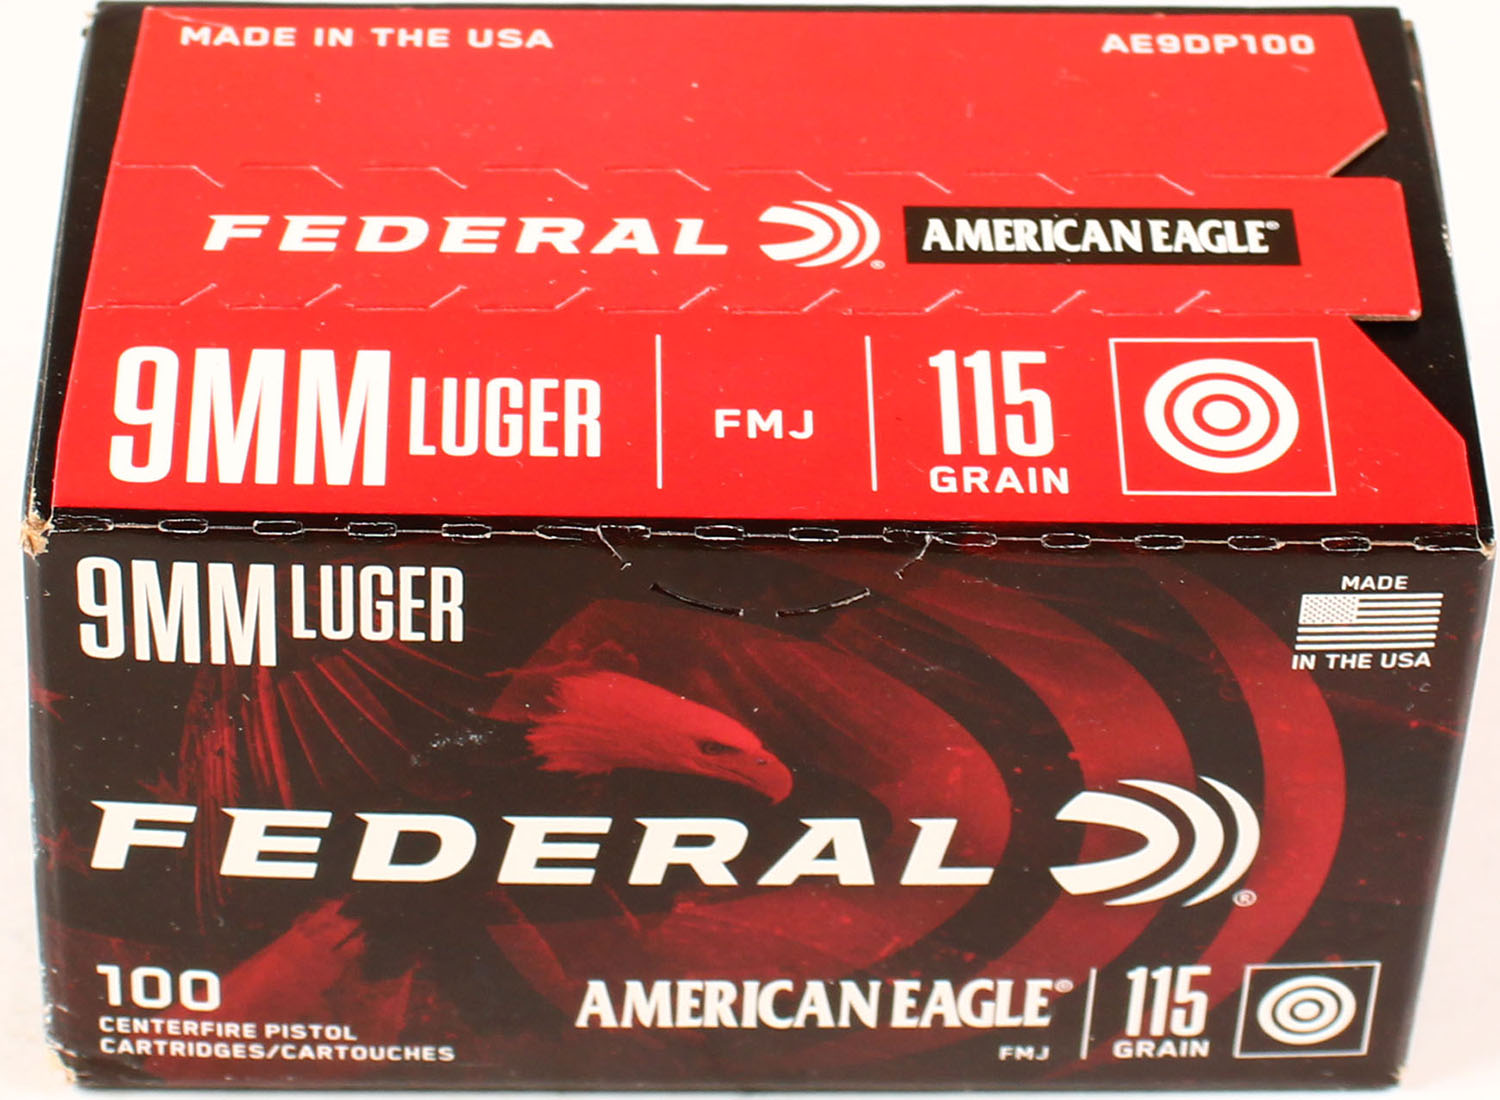 MADE IN THE USA AE9DP100
FEDERAL ® AMERICAN EAGLE®
9MM LUGER FMJ 115 GRAIN
9MM LUGER
MADE
IN THE USA
FEDERAL ®
100
CENTERFIRE PISTOL
CARTRIDGES/CARTOUCHES
AMERICAN EAGLE®
FMJ
115
GRAIN